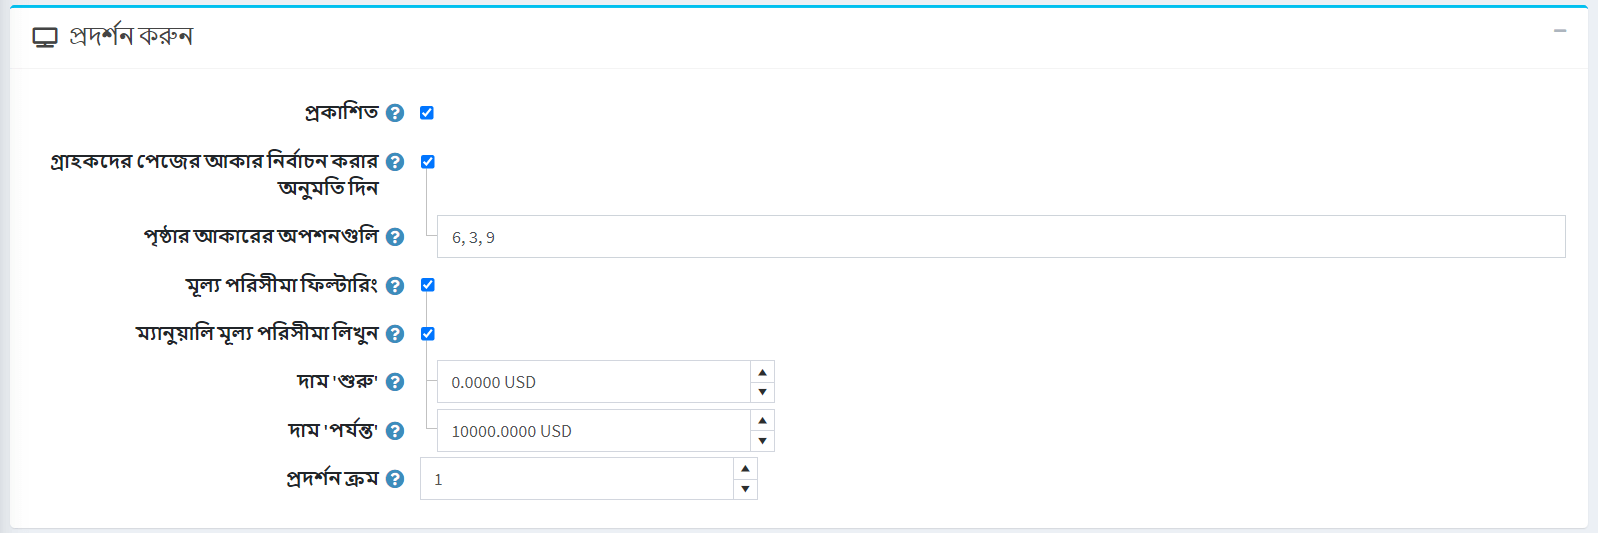 প্রদর্শন করুন
প্রকাশিত
গ্রাহকদের পেজের আকার নির্বাচন করার
অনুমতি দিন
পৃষ্ঠার আকারের অপশনগুলি
6, 3, 9
মূল্য পরিসীমা ফিল্টারিং
ম্যানুয়ালি মূল্য পরিসীমা লিখুন
দাম 'শুরু'
0.0000 USD
দাম 'পর্যন্ত'
10000.0000 USD
প্রদর্শন ক্রম
1